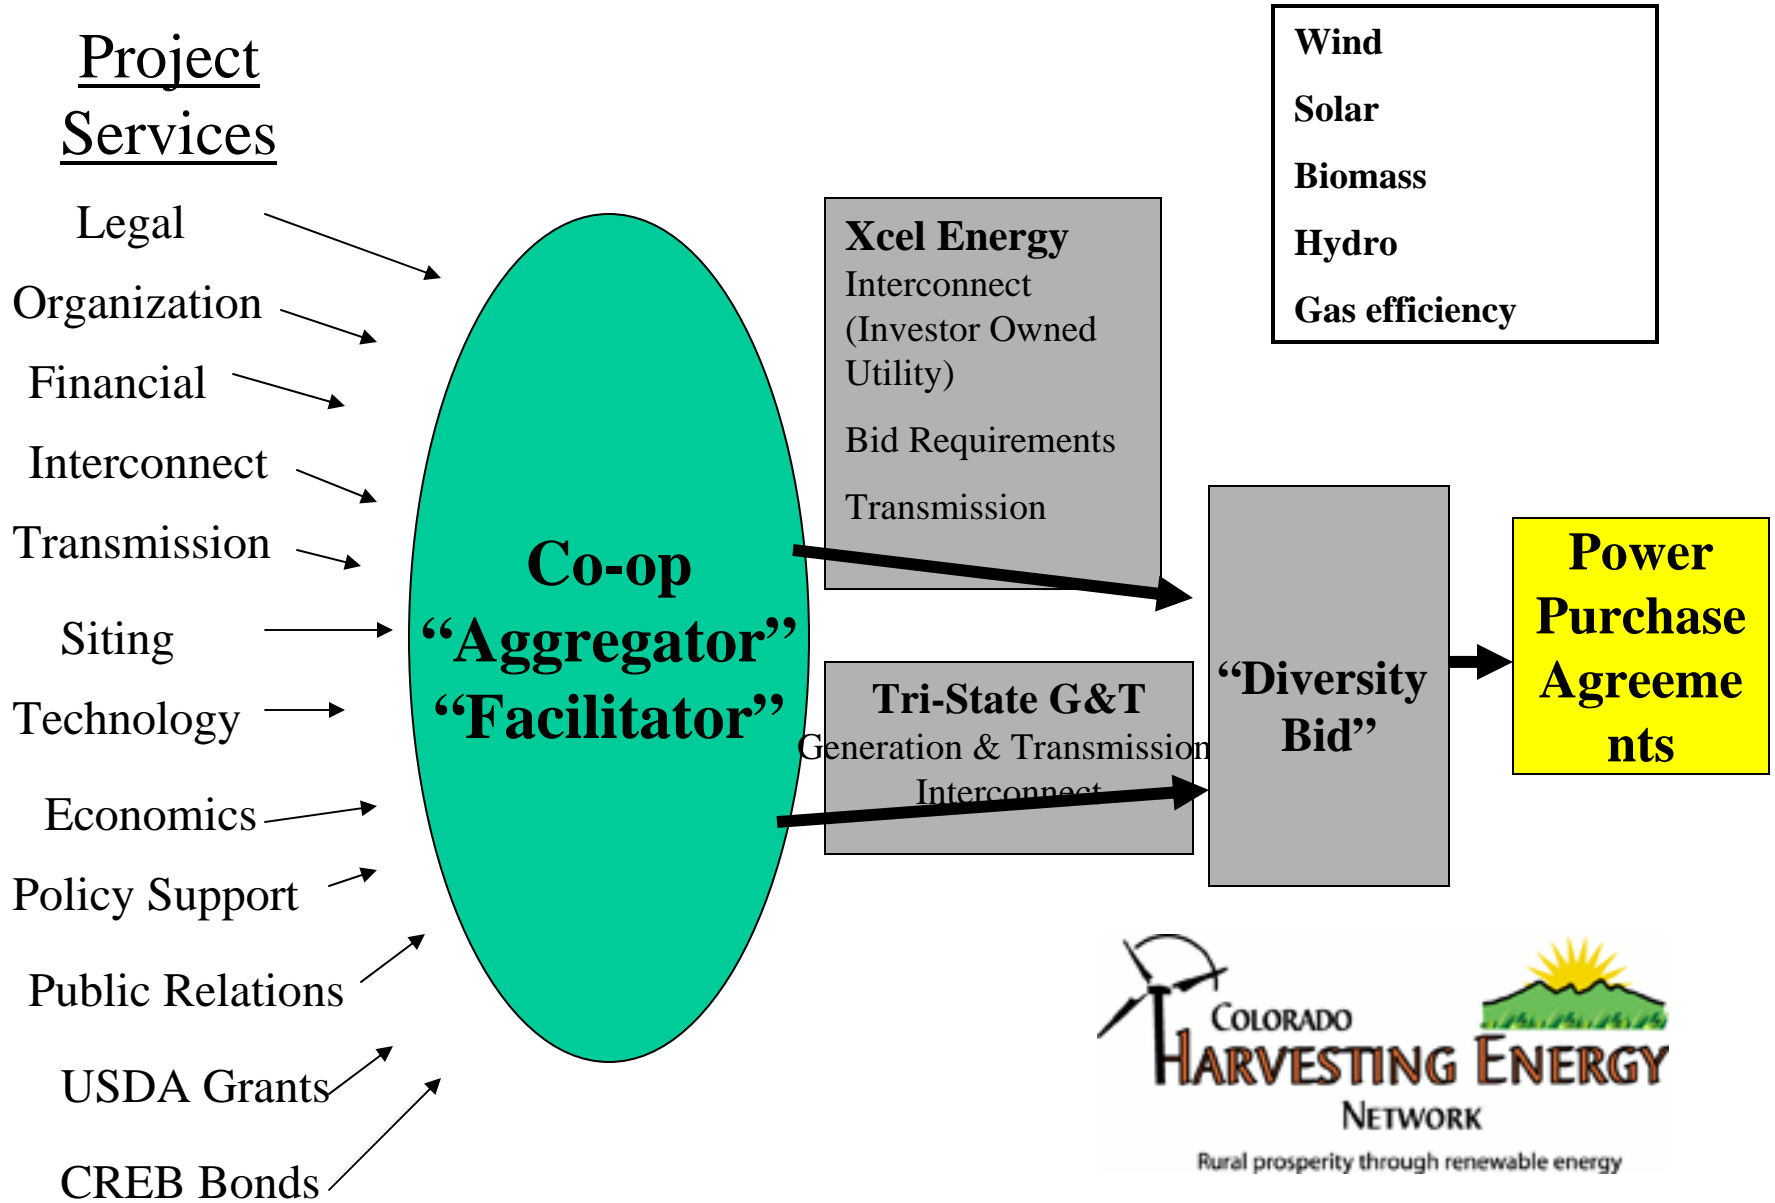 Project
Services
Legal
Organization
Financial
Interconnect
Transmission
Siting
Technology
Economics
Policy Support
Public Relations
USDA Grants
CREB Bonds
Co-op
“Aggregator”
“Facilitator”
Xcel Energy
Interconnect
(Investor Owned
Utility)
Bid Requirements
Transmission
Tri-State G&T
Generation & Transmission
Interconnect
“Diversity
Bid”
Power
Purchase
Agreeme
nts
Wind
Solar
Biomass
Hydro
Gas efficiency
COLORADO
HARVESTING ENERGY
NETWORK
Rural prosperity through renewable energy